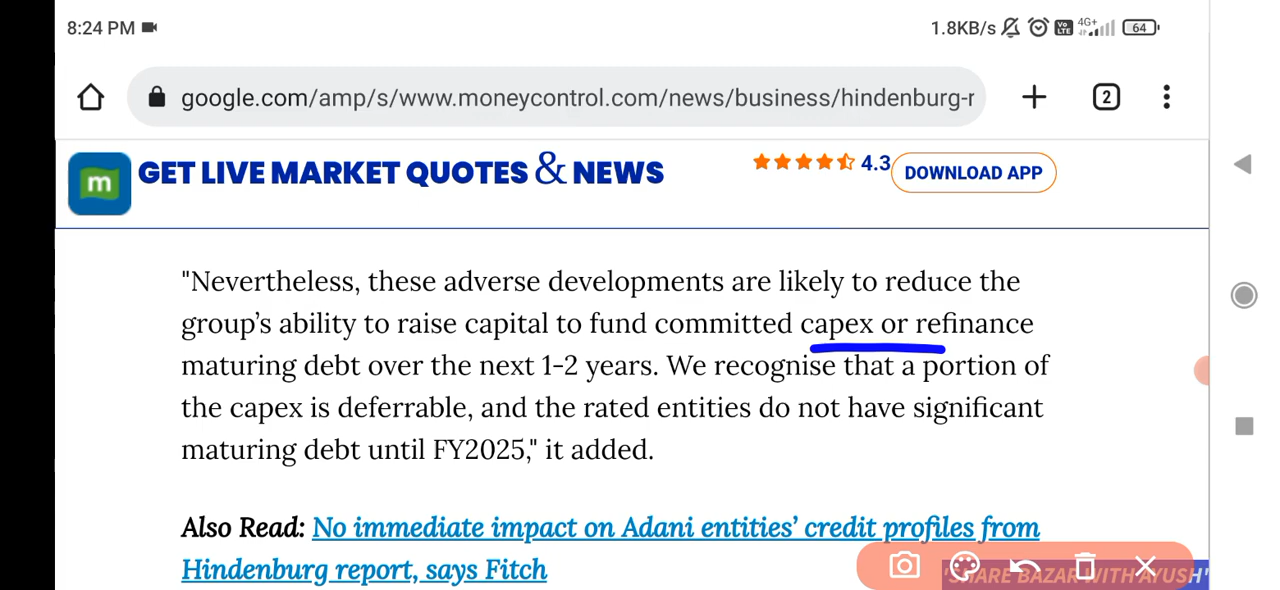 8:24 PM
1.8KB/s
Vo LTE
4G+
64
google.com/amp/s/www.moneycontrol.com/news/business/hindenburg-r
2
m
GET LIVE MARKET QUOTES & NEWS
4.3
DOWNLOAD APP
"Nevertheless, these adverse developments are likely to reduce the
group's ability to raise capital to fund committed capex or refinance
maturing debt over the next 1-2 years. We recognise that a portion of
the capex is deferrable, and the rated entities do not have significant
maturing debt until FY2025," it added.
Also Read: No immediate impact on Adani entities' credit profiles from
Hindenburg report, says Fitch
"SHARE BAZAR WITH AYUSH"